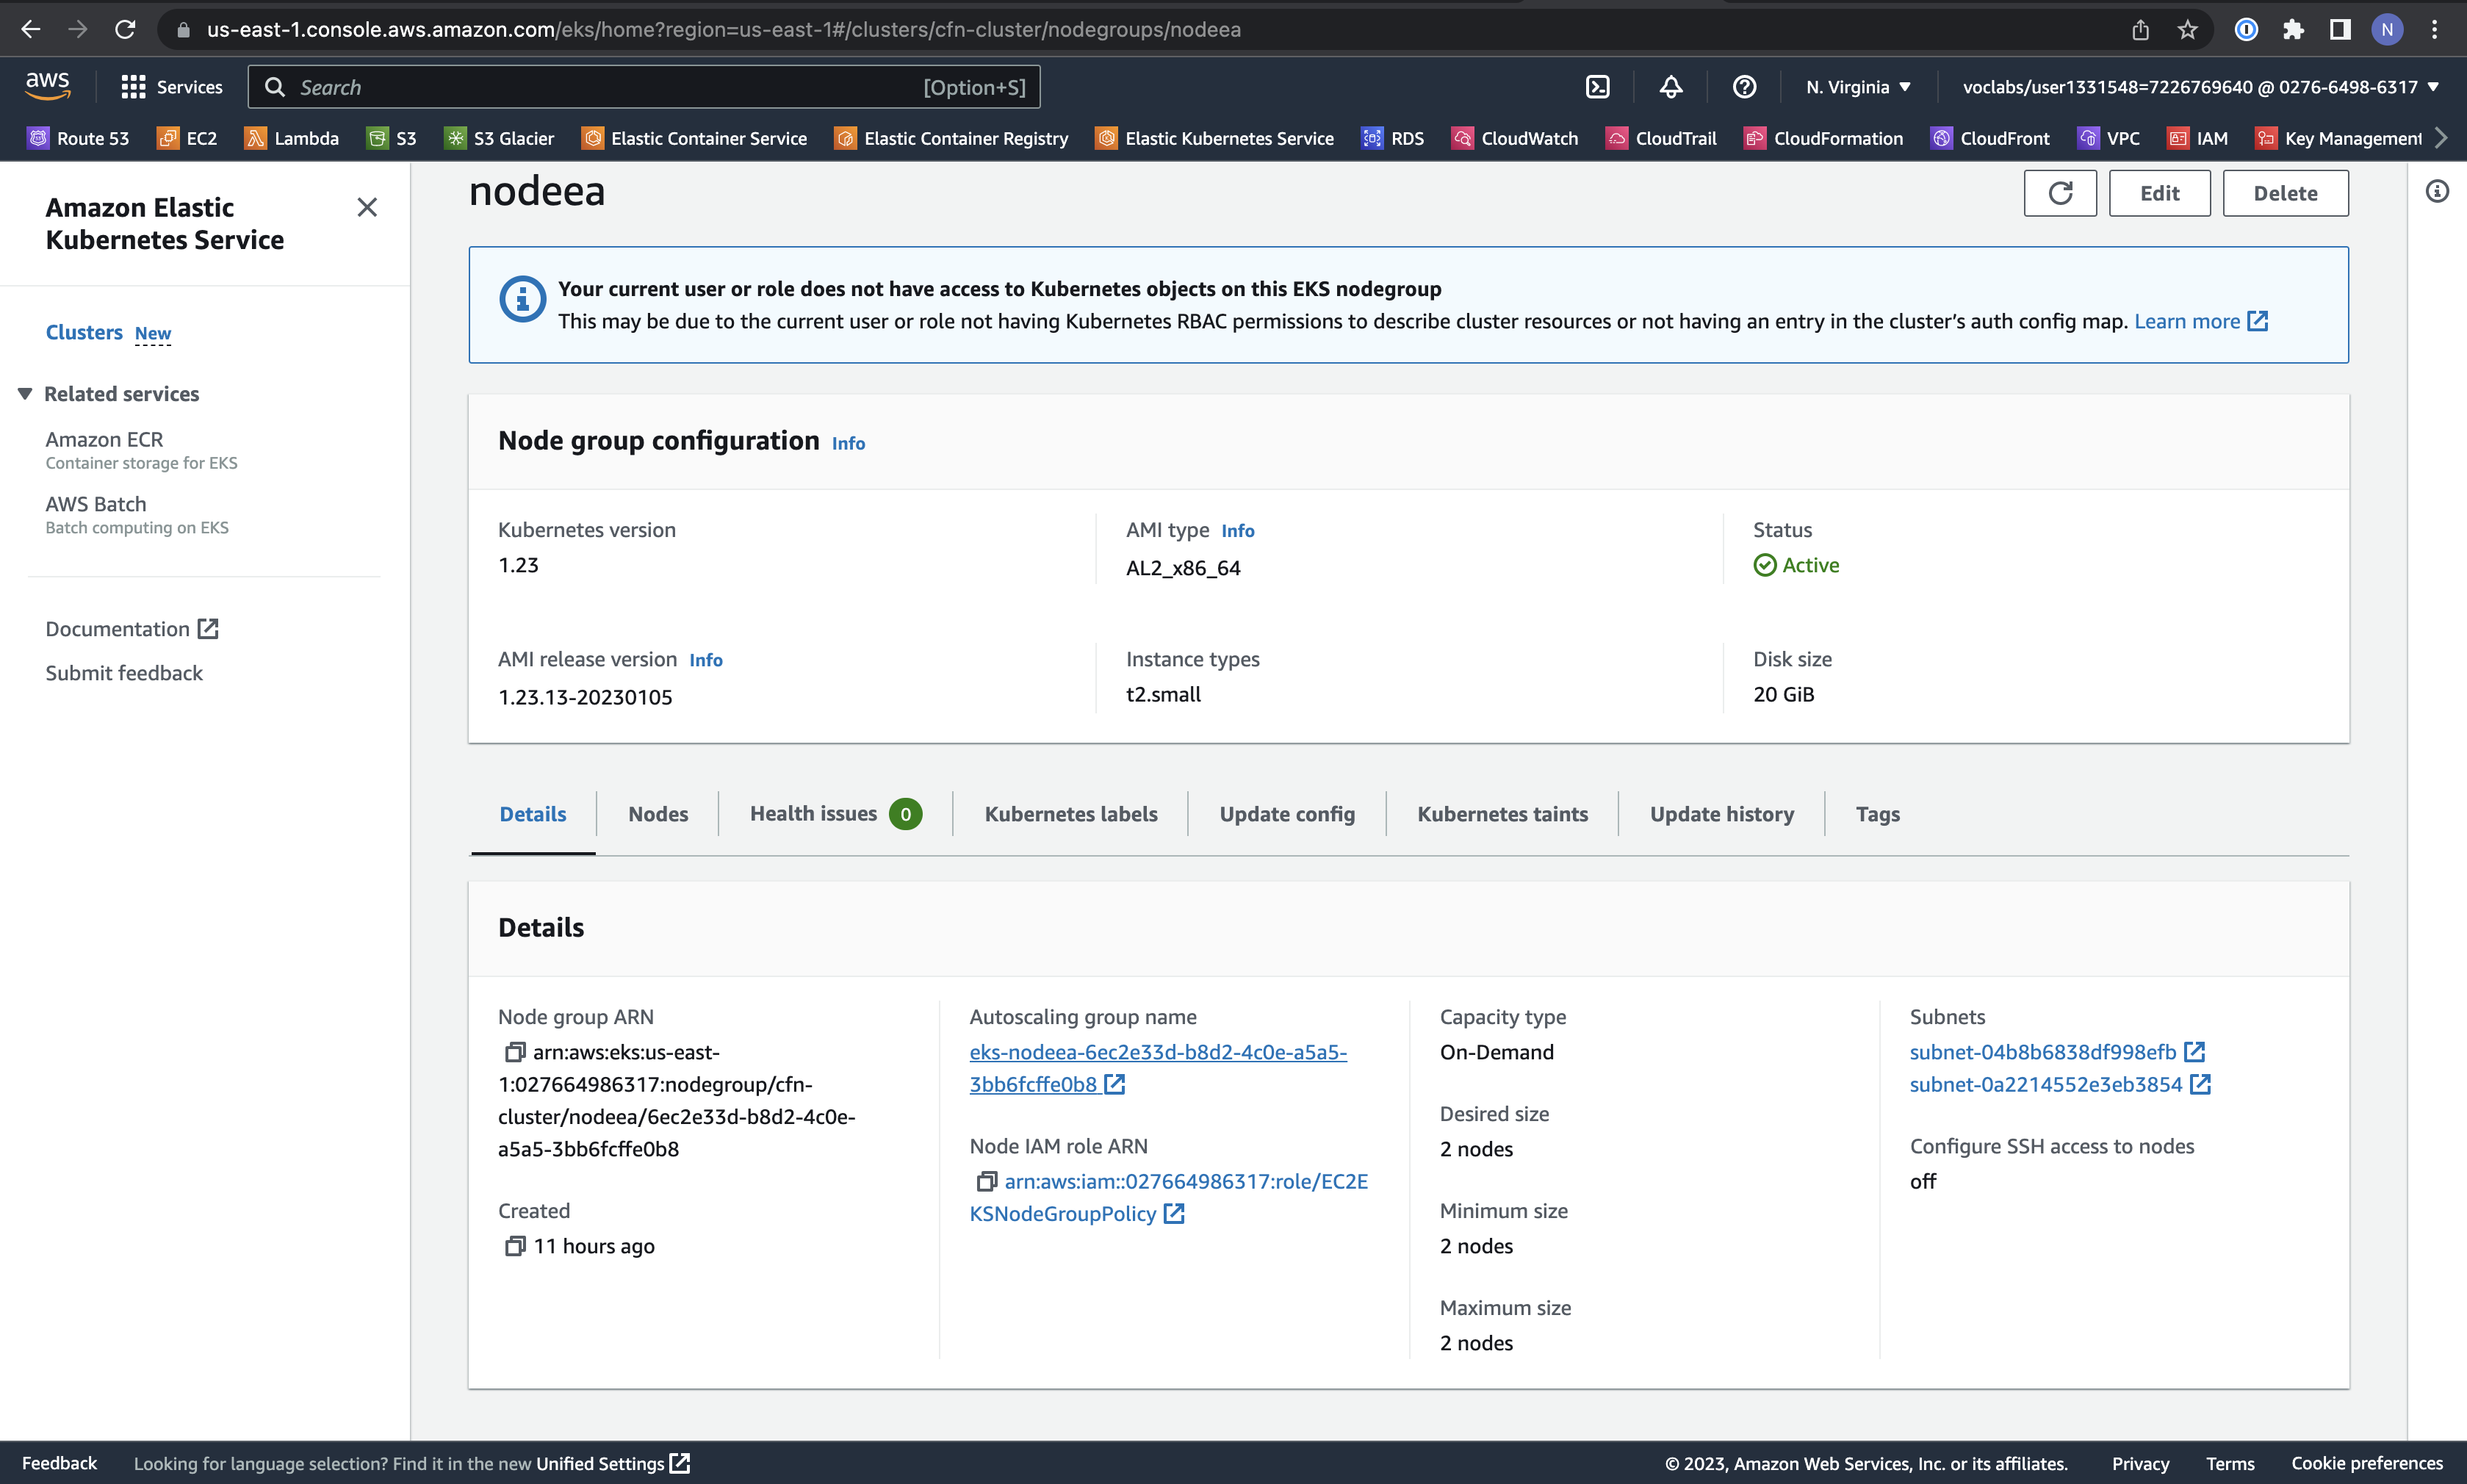 us-east-1.console.aws.amazon.com/eks/home?region=us-east-1#/clusters/cfn-cluster/nodegroups/nodeea
N
aws
Services
Search
[Option+S]
N. Virginia
voclabs/user1331548=7226769640 @ 0276-6498-6317
Route 53
EC2
Lambda
S3
S3 Glacier
Elastic Container Service
Elastic Container Registry
Elastic Kubernetes Service
RDS
CloudWatch
CloudTrail
CloudFormation
CloudFront
VPC
IAM
Key Management
Amazon Elastic
Kubernetes Service
Clusters New
Related services
Amazon ECR
Container storage for EKS
AWS Batch
Batch computing on EKS
Documentation
Submit feedback
nodeea
Edit
Delete
Your current user or role does not have access to Kubernetes objects on this EKS nodegroup
This may be due to the current user or role not having Kubernetes RBAC permissions to describe cluster resources or not having an entry in the cluster’s auth config map. Learn more
Node group configuration Info
Kubernetes version
1.23
AMI type Info
AL2_x86_64
Status
Active
AMI release version Info
1.23.13-20230105
Instance types
t2.small
Disk size
20 GiB
Details
Nodes
Health issues 0
Kubernetes labels
Update config
Kubernetes taints
Update history
Tags
Details
Node group ARN
arn:aws:eks:us-east-
1:027664986317:nodegroup/cfn-
cluster/nodeea/6ec2e33d-b8d2-4c0e-
a5a5-3bb6fcffe0b8
Created
11 hours ago
Autoscaling group name
eks-nodeea-6ec2e33d-b8d2-4c0e-a5a5-
3bb6fcffe0b8
Node IAM role ARN
arn:aws:iam::027664986317:role/EC2E
KSNodeGroupPolicy
Capacity type
On-Demand
Desired size
2 nodes
Minimum size
2 nodes
Maximum size
2 nodes
Subnets
subnet-04b8b6838df998efb
subnet-0a2214552e3eb3854
Configure SSH access to nodes
off
Feedback
Looking for language selection? Find it in the new Unified Settings
© 2023, Amazon Web Services, Inc. or its affiliates.
Privacy
Terms
Cookie preferences